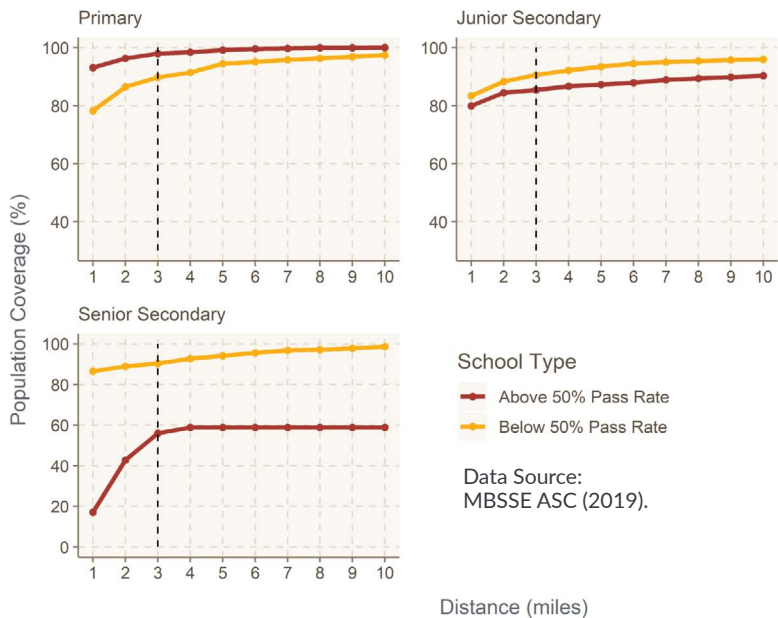 Primary
100
80
60
40
1 2 3 4 5 6 7 8 9 10
Junior Secondary
100
80
60
40
1 2 3 4 5 6 7 8 9 10
Population Coverage (%)
Senior Secondary
100
80
60
40
20
0
1 2 3 4 5 6 7 8 9 10
School Type
Above 50% Pass Rate
Below 50% Pass Rate
Data Source:
MBSSE ASC (2019).
Distance (miles)